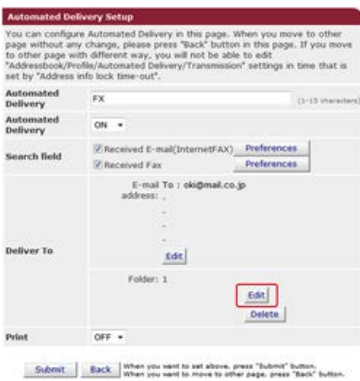 Automated Delivery Setup
You can configure Automated Delivery in this page. When you move to other
page without any change, please press "Back" button in this page. If you move
to other page with different way, you will not be able to edit
"Addressbook/Profile/Automated Delivery/Transmission" settings in time that is
set by "Address info lock time-out".
Automated Delivery FX (1-15 characters)
Automated Delivery ON
Search field
Received E-mail(InternetFAX) Preferences
Received Fax Preferences
Deliver To
E-mail address: To : oki@mail.co.jp
,
-
-
-
Edit
Folder: 1
Edit
Delete
Print OFF
Submit Back When you want to set above, press "Submit" button.
When you want to move to other page, press "Back" button.